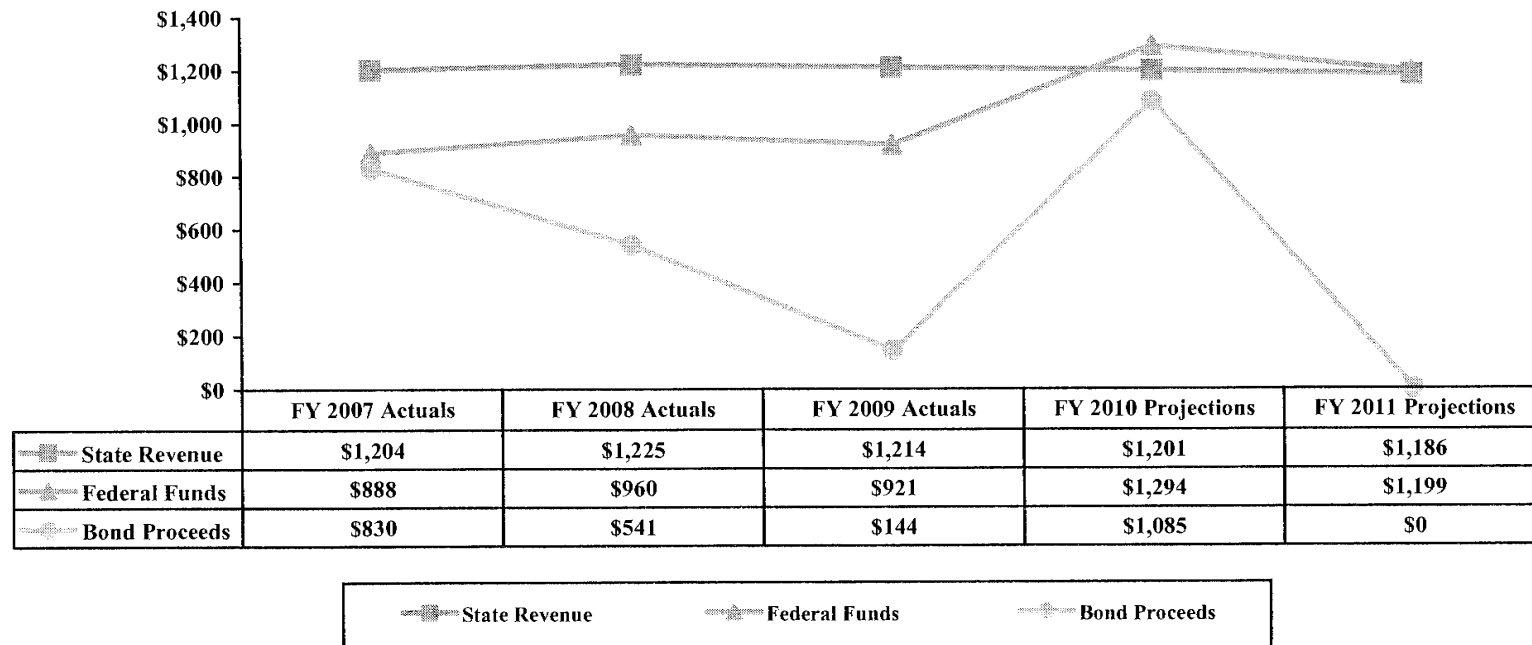 $1,400
$1,200
$1,000
$800
$600
$400
$200
$0
FY 2007 Actuals FY 2008 Actuals FY 2009 Actuals FY 2010 Projections FY 2011 Projections
State Revenue $1,204 $1,225 $1,214 $1,201 $1,186
Federal Funds $888 $960 $921 $1,294 $1,199
Bond Proceeds $830 $541 $144 $1,085 $0
State Revenue Federal Funds Bond Proceeds